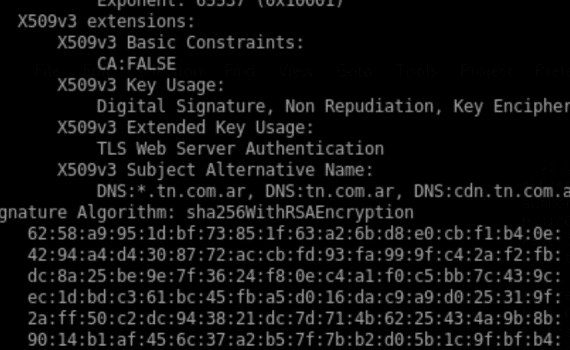 Exponent: 65537 (0x10001)
X509v3 extensions:
X509v3 Basic Constraints:
CA:FALSE
X509v3 Key Usage:
Digital Signature, Non Repudiation, Key Encipher
X509v3 Extended Key Usage:
TLS Web Server Authentication
X509v3 Subject Alternative Name:
DNS:*.tn.com.ar, DNS:tn.com.ar, DNS:cdn.tn.com.a
gnature Algorithm: sha256WithRSAEncryption
62:58:a9:95:1d:bf:73:85:1f:63:a2:6b:d8:e0:cb:f1:b4:0e:
42:94:a4:d4:30:87:72:ac:cb:fd:93:fa:99:9f:c4:2a:f2:fb:
dc:8a:25:be:9e:7f:36:24:f8:0e:c4:a1:f0:c5:bb:7c:43:9c:
ec:1d:bd:c3:61:bc:45:fb:a5:d0:16:da:c9:a9:d0:25:31:9f:
2a:ff:50:c2:dc:94:38:21:dc:7d:71:4b:62:25:43:4a:9b:8b:
90:14:b1:af:45:6c:37:a2:b5:7f:7b:b2:d0:5b:1c:9f:bf:b4: